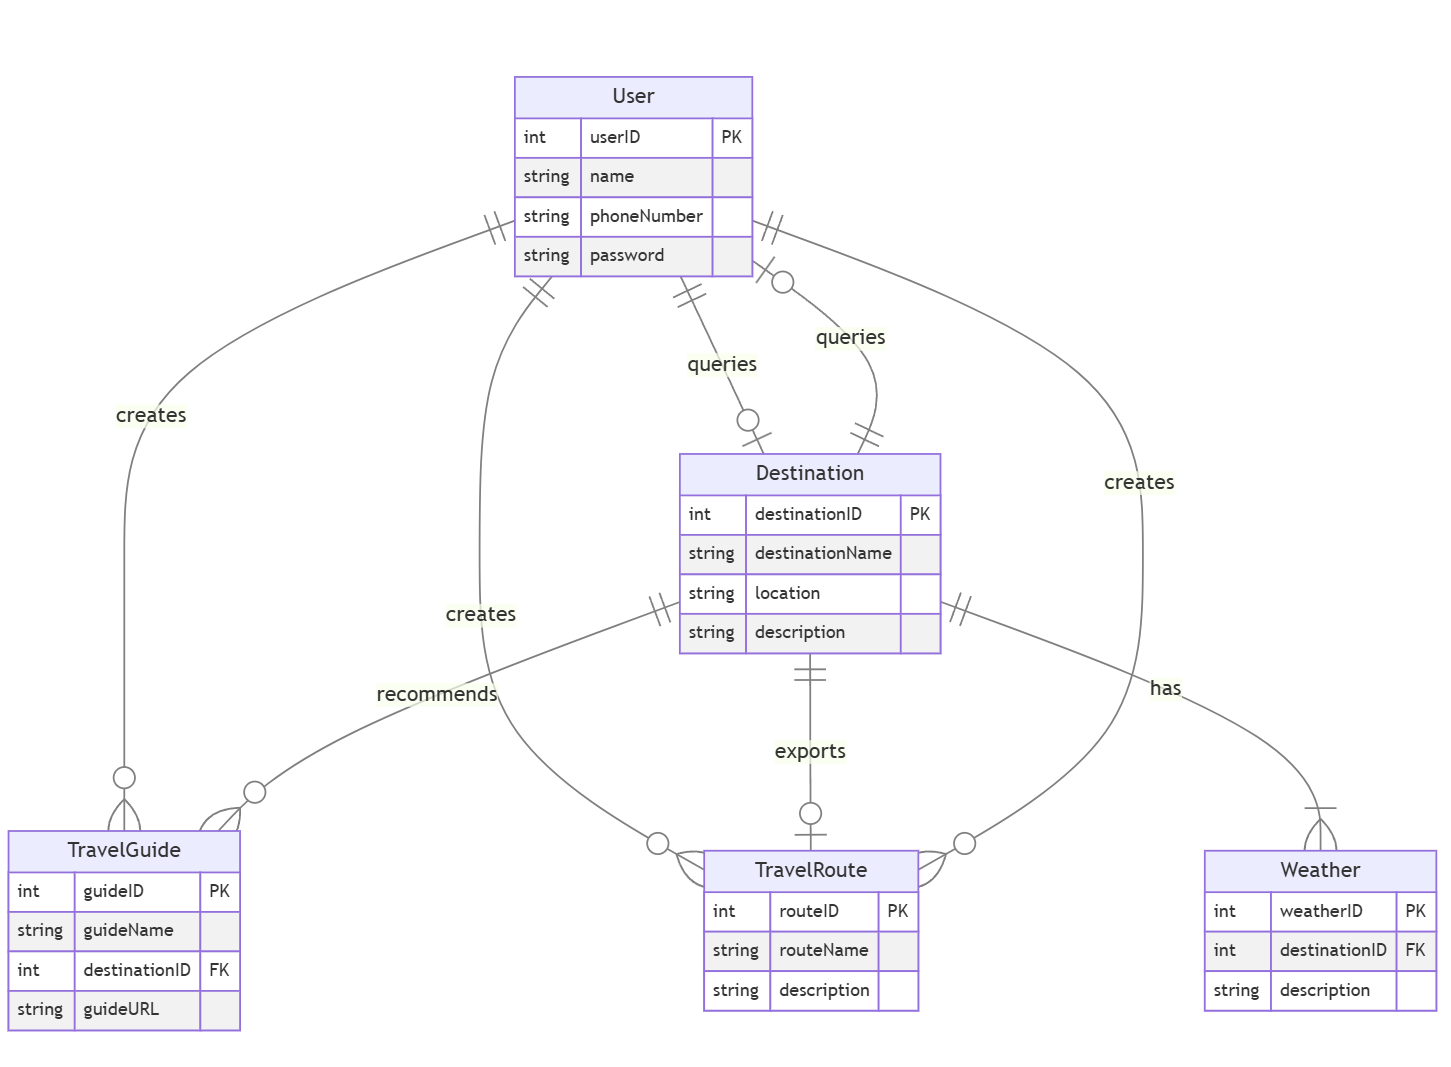 User
int userID PK
string name
string phoneNumber
string password
queries
queries
creates
creates
Destination
int destinationID PK
string destinationName
string location
string description
creates
has
recommends
exports
TravelGuide
int guideID PK
string guideName
int destinationID FK
string guideURL
TravelRoute
int routeID PK
string routeName
string description
Weather
int weatherID PK
int destinationID FK
string description